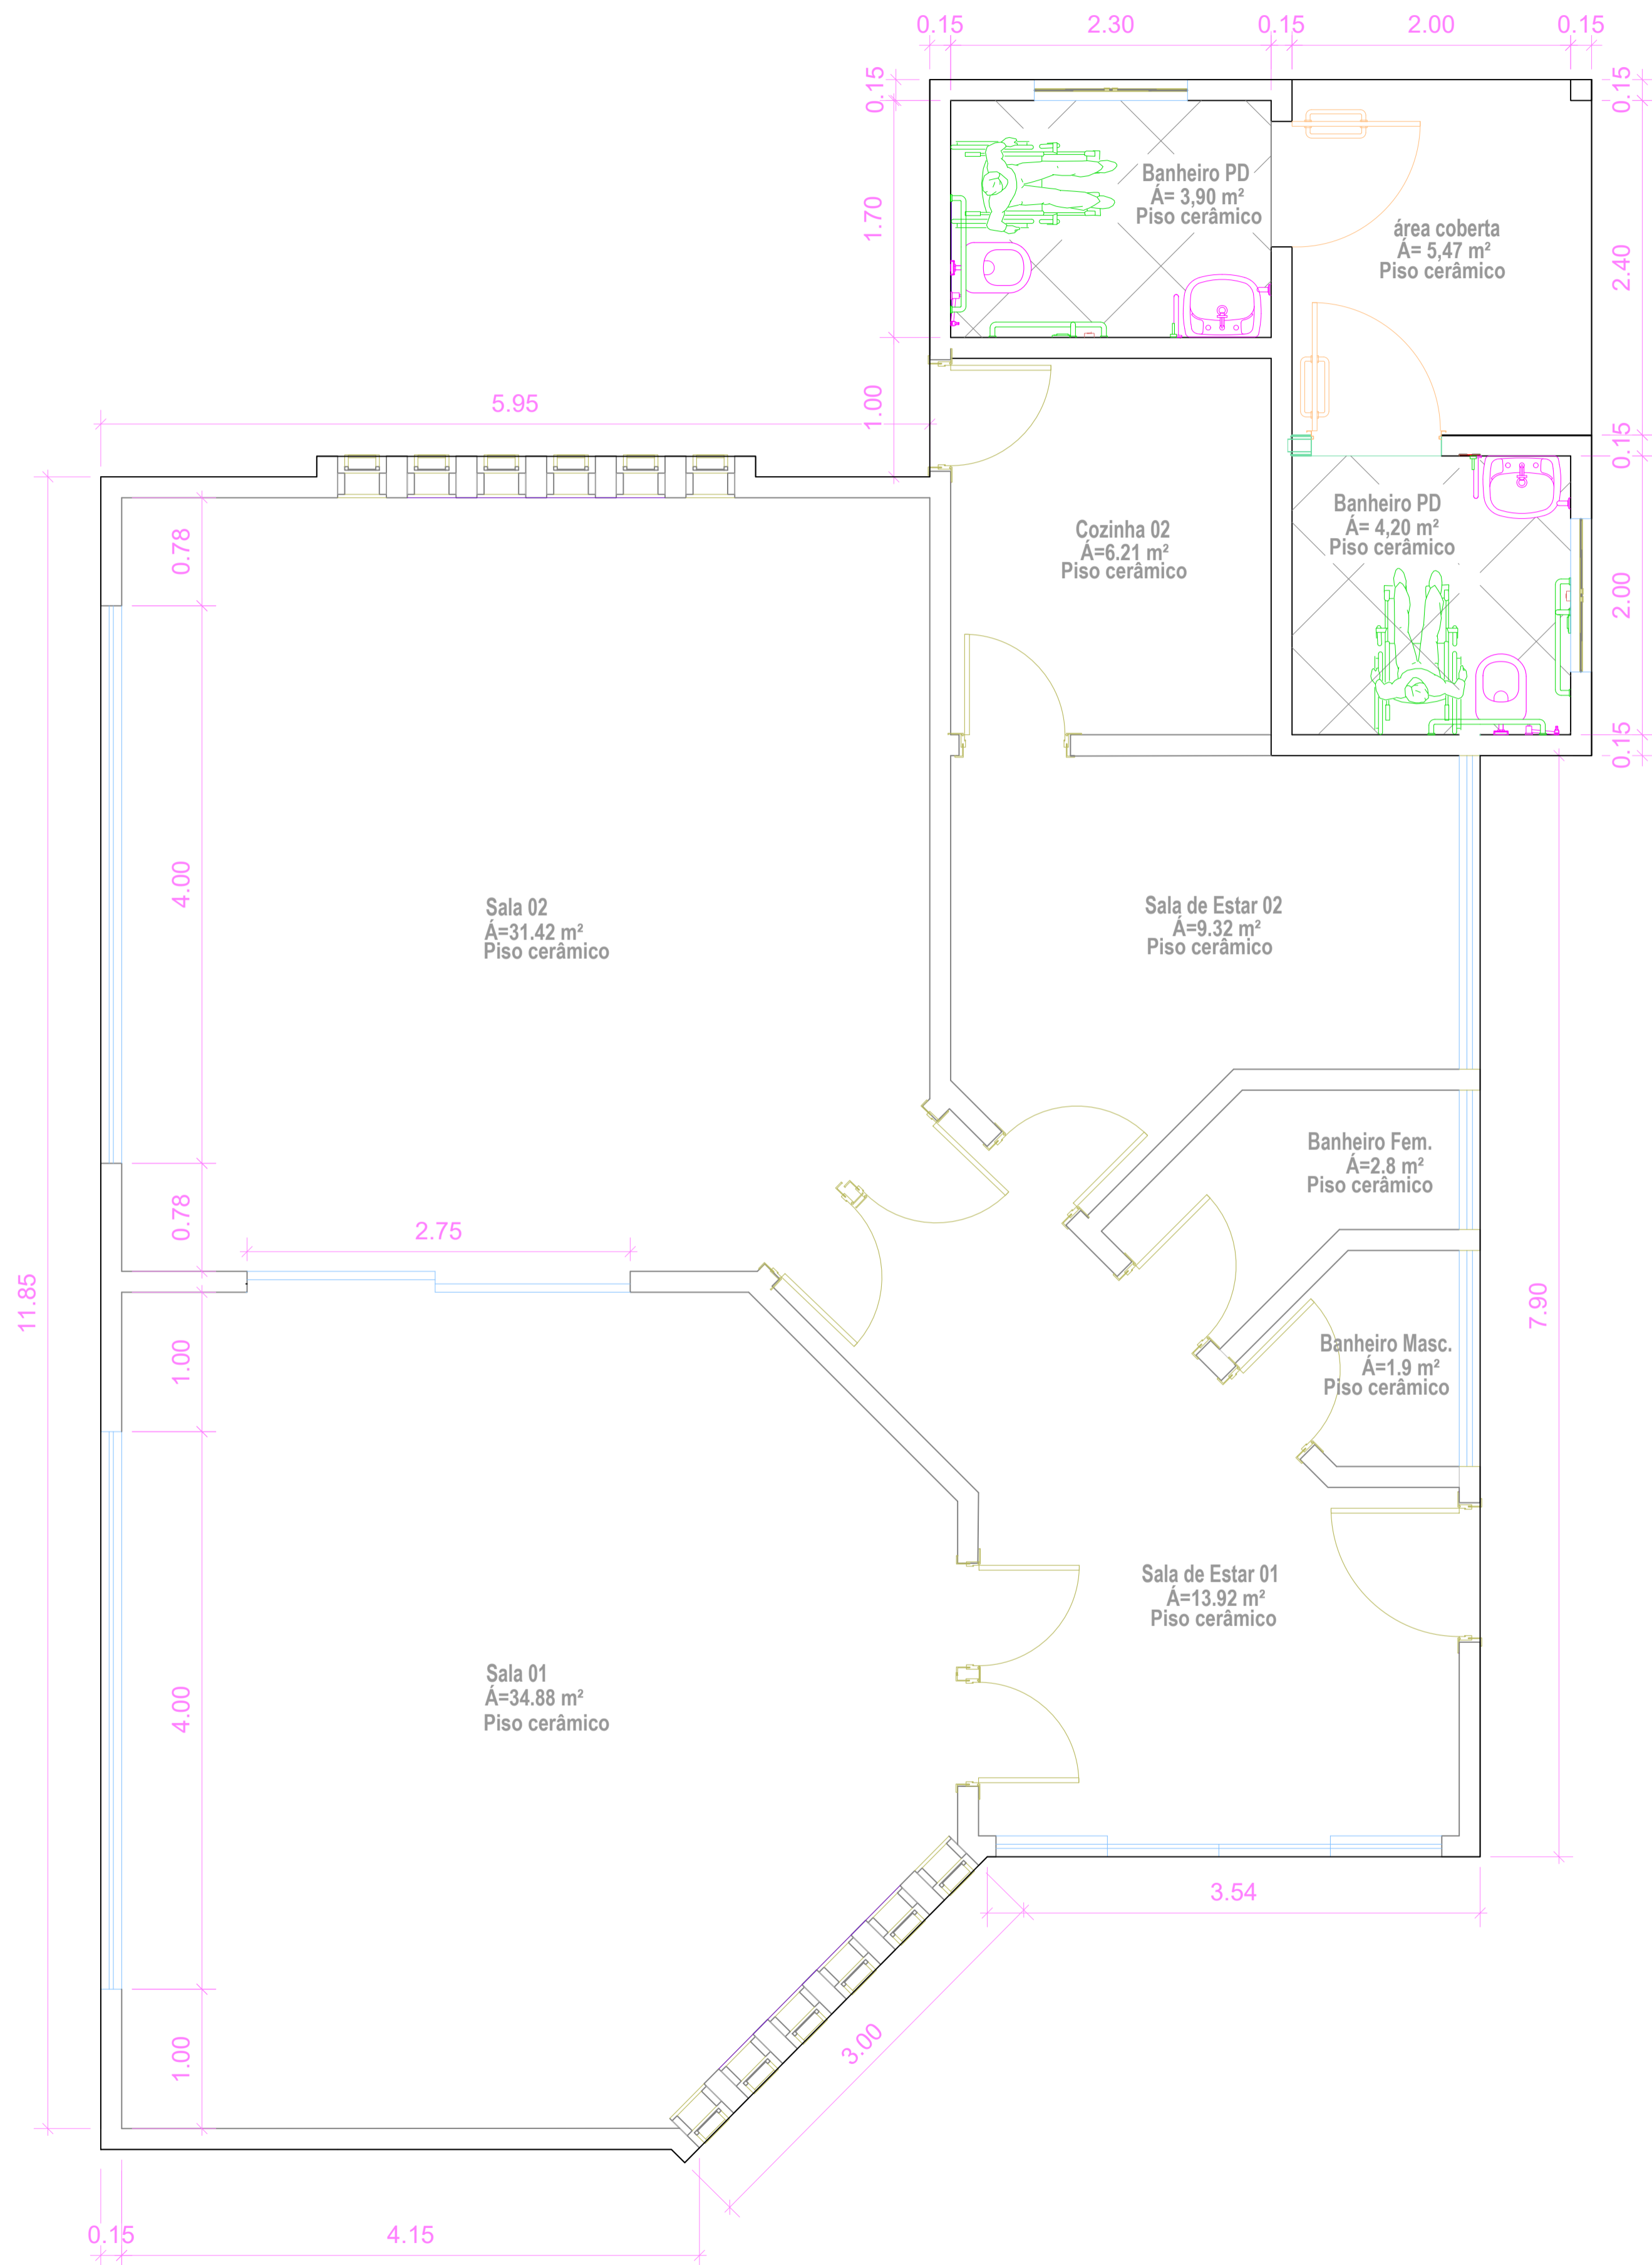 0.15
2.30
0.15
2.00
0.15
0.15
0.15
Banheiro PD
Á= 3,90 m²
Piso cerâmico
1.70
área coberta
Á= 5,47 m²
Piso cerâmico
2.40
5.95
1.00
0.15
Banheiro PD
Á= 4,20 m²
Piso cerâmico
Cozinha 02
Á=6.21 m²
Piso cerâmico
0.78
2.00
0.15
4.00
Sala 02
Á=31.42 m²
Piso cerâmico
Sala de Estar 02
Á=9.32 m²
Piso cerâmico
Banheiro Fem.
Á=2.8 m²
Piso cerâmico
0.78
2.75
11.85
7.90
1.00
Banheiro Masc.
Á=1.9 m²
Piso cerâmico
Sala de Estar 01
Á=13.92 m²
Piso cerâmico
Sala 01
Á=34.88 m²
Piso cerâmico
4.00
3.54
3.00
1.00
0.15
4.15